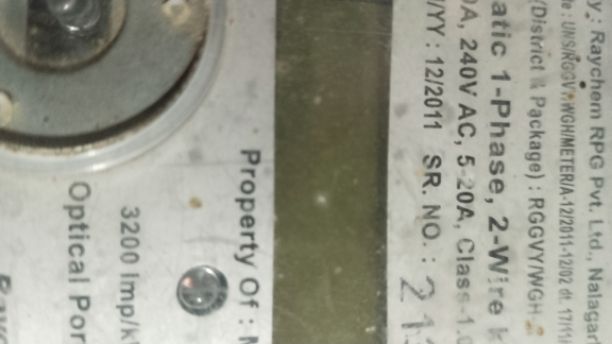 y : Raychem RPG Pvt. Ltd., Nalagar
/District & Package) : RGGVY/WGH
atic 1-Phase, 2-Wire k
0A, 240V AC, 5-20A, Class-1.0
/YY : 12/2011 SR. NO. : 21
Property Of :
3200 Imp/k
Optical Por